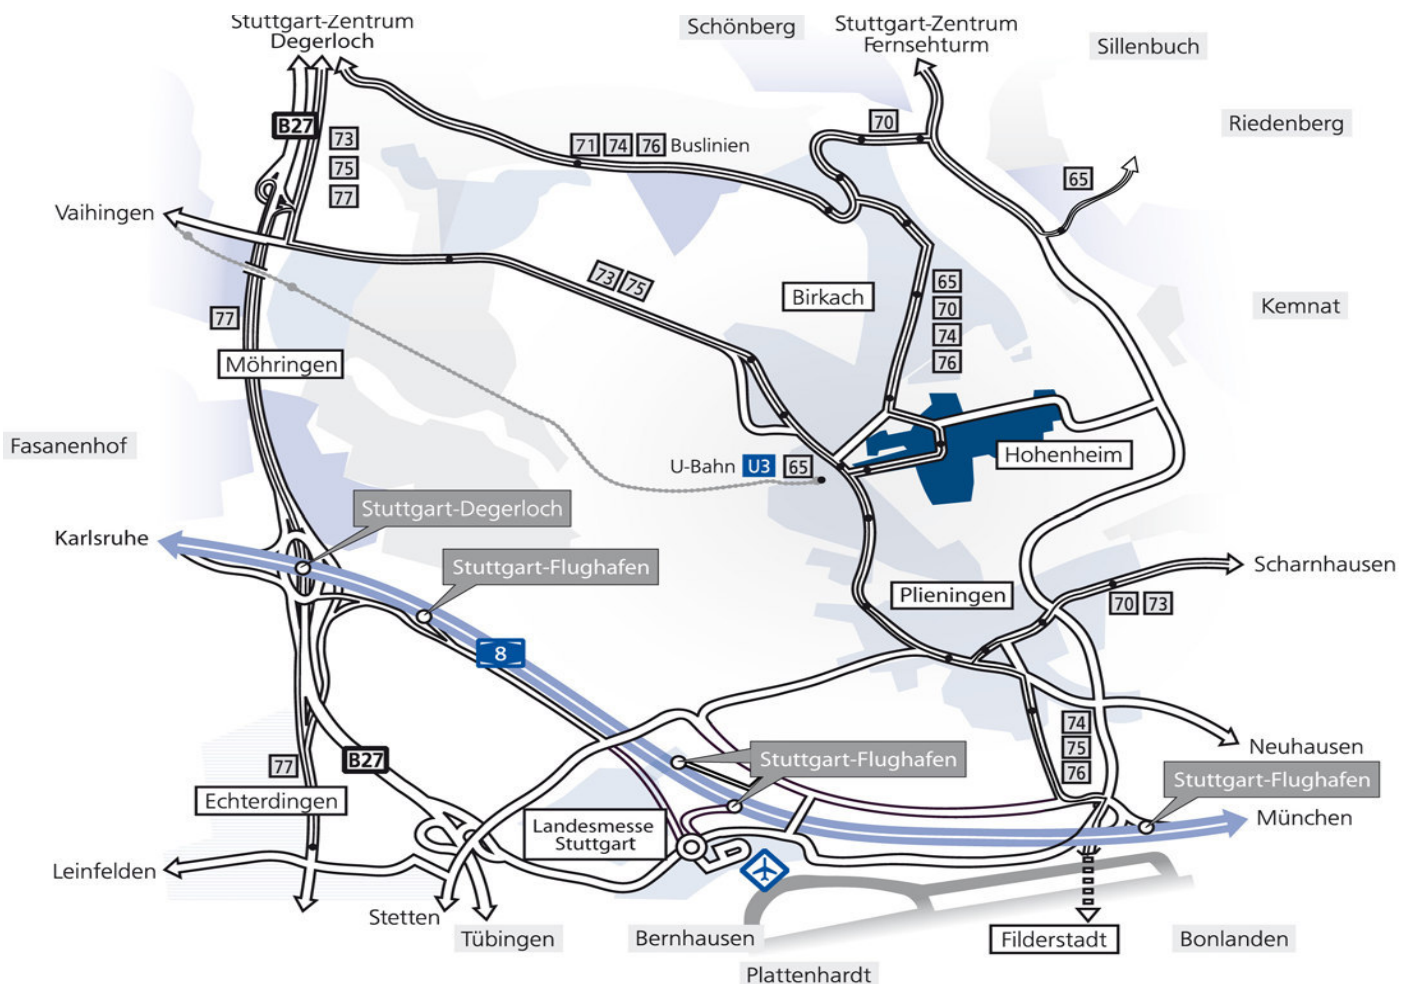 Stuttgart-Zentrum
Degerloch
Schönberg
Stuttgart-Zentrum
Fernsehturm
Sillenbuch
Riedenberg
B27
73
75
77
71 74 76 Buslinien
70
65
Vaihingen
73 75
Birkach
65
70
74
76
Kemnat
77
Möhringen
Fasanenhof
U-Bahn U3 65
Hohenheim
Stuttgart-Degerloch
Karlsruhe
Stuttgart-Flughafen
Scharnhausen
Plieningen
70 73
8
74
75
76
Neuhausen
B27
77
Stuttgart-Flughafen
Stuttgart-Flughafen
Echterdingen
Landesmesse
Stuttgart
München
Leinfelden
Stetten
Tübingen
Bernhausen
Filderstadt
Bonlanden
Plattenhardt